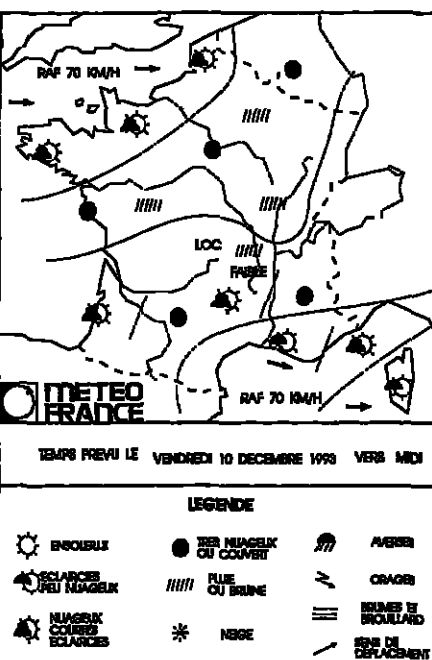 RAF 70 KM/H
LOC.
FAIBLE
RAF 70 KM/H
METEO
FRANCE
TEMPS PREVU LE VENDREDI 10 DECEMBRE 1993 VERS MIDI
LEGENDE
ENSOLEILLE
TRES NUAGEUX
OU COUVERT
AVERSES
ECLAIRCIES
PEU NUAGEUX
PLUIE
OU BRUINE
ORAGES
NUAGEUX
COURTES
ECLAIRCIES
NEIGE
BRUMES ET
BROUILLARD
SENS DE
DEPLACEMENT